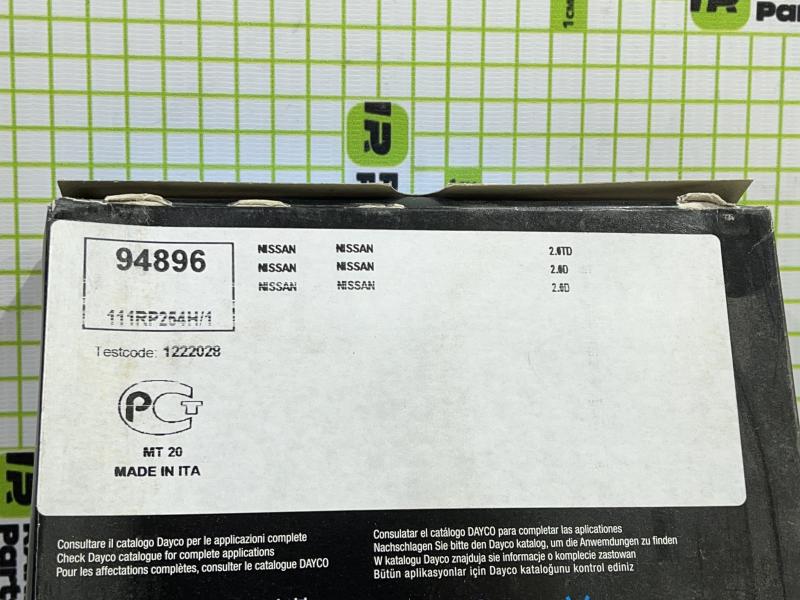 1CM
Part
94896
111RP254H/1
Testcode: 1222028
NISSAN NISSAN 2.0TD
NISSAN NISSAN 2.0D
NISSAN NISSAN 2.0D
PCT
MT 20
MADE IN ITA
Consultare il catalogo Dayco per le applicazioni complete
Check Dayco catalogue for complete applications
Pour les affectations complètes, consulter le catalogue DAYCO
Consulatar el catálogo DAYCO para completar las aplicationes
Nachschlagen Sie bitte den Dayco katalog, um die Anwendungen zu finden
W katalogu Dayco znajduja sie informacje o komplecie zastowan
Bütün aplikasyonlar için Dayco kataloğunu kontrol ediniz
Part